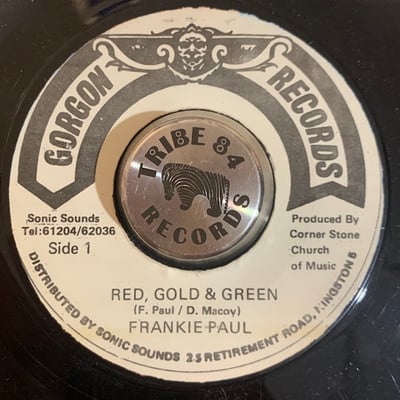 GORGON RECORDS
TRIBE 84
RECORDS
Sonic Sounds
Tel:61204/62036
Side 1
Produced By
Corner Stone
Church
of Music
RED, GOLD & GREEN
(F. Paul / D. Macoy)
FRANKIE PAUL
DISTRIBUTED BY SONIC SOUNDS 25 RETIREMENT ROAD, KINGSTON 5